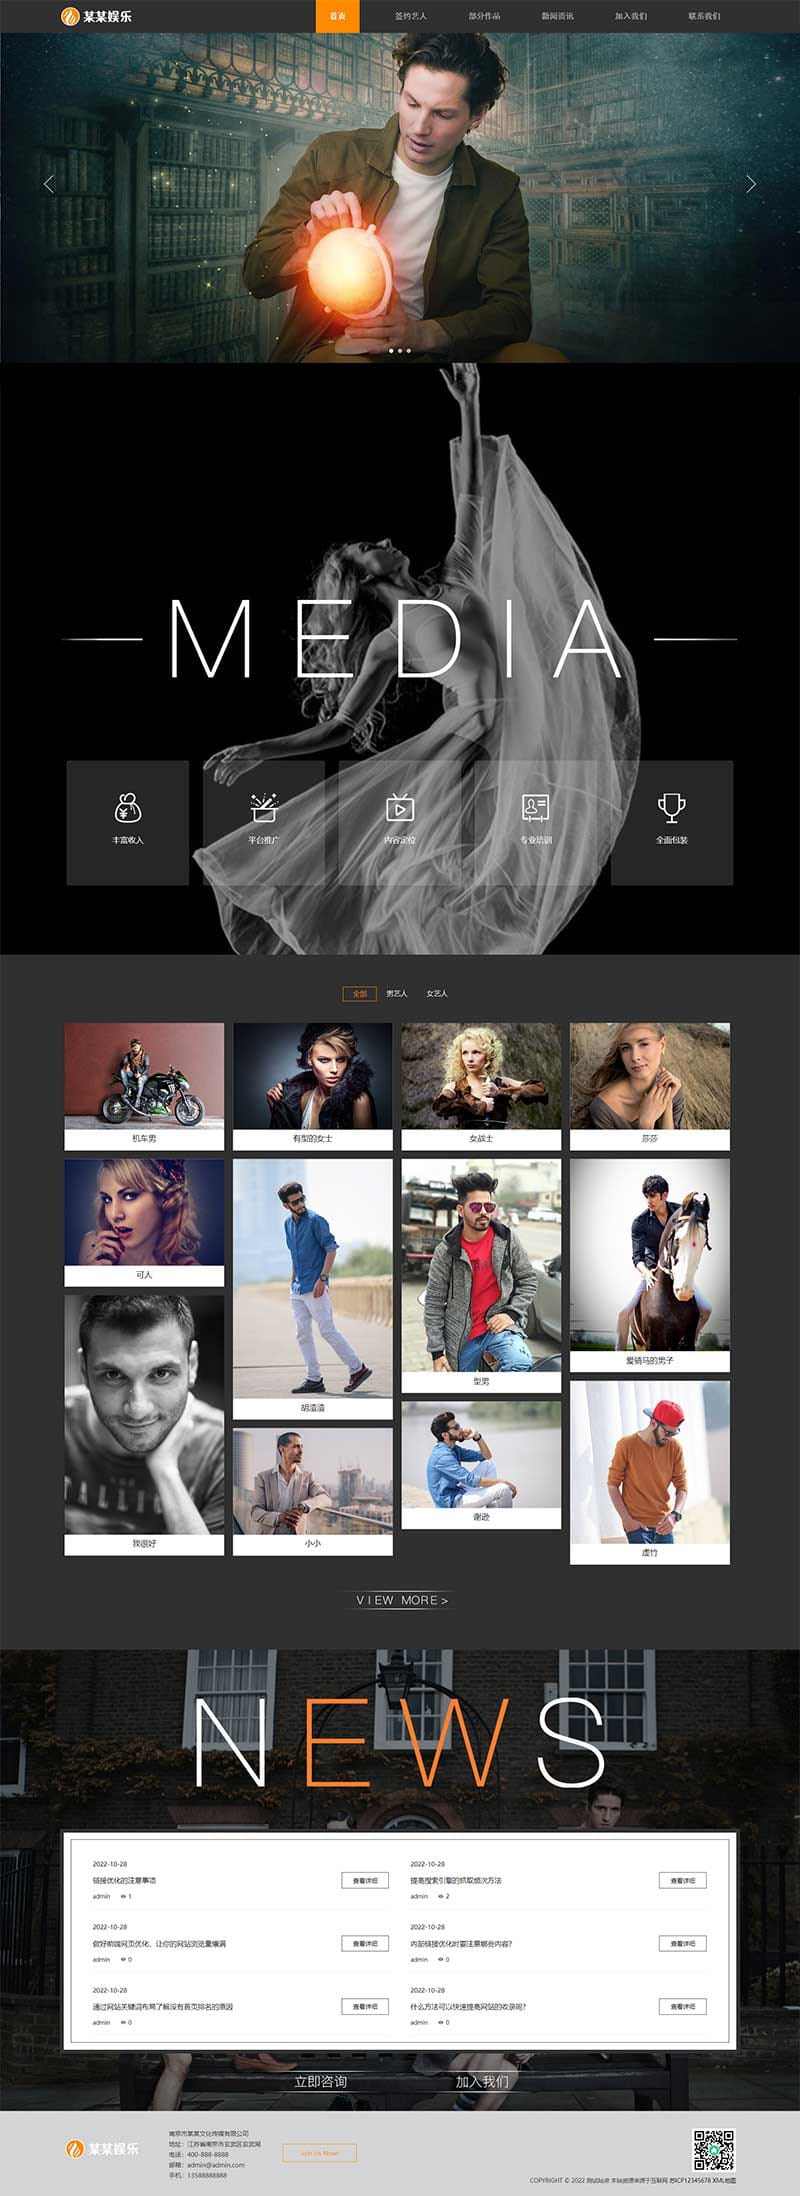 某某娱乐
首页 签约艺人 部分作品 新闻资讯 加入我们 联系我们
MEDIA
丰富收入 平台推广 内容定位 专业培训 全面包装
全部 男艺人 女艺人
机车男 有型的女士 女战士 莎莎
可人
爱骑马的男子
型男
胡渣渣
谢逊
我很好 小小 虚竹
VIEW MORE>
NEWS
2022-10-28
链接优化的注意事项
查看详细
admin 1
2022-10-28
提高搜索引擎的抓取频次方法
查看详细
admin 2
2022-10-28
做好前端网页优化、让你的网站浏览量爆满
查看详细
admin 0
2022-10-28
内部链接优化时要注意哪些内容?
查看详细
admin 0
2022-10-28
通过网站关键词布局了解没有首页排名的原因
查看详细
admin 0
2022-10-28
什么方法可以快速提高网站的收录呢?
查看详细
admin 0
立即咨询 加入我们
某某娱乐
南京市某某文化传媒有限公司
地址：江苏省南京市玄武区玄武湖
电话：400-888-8888
邮箱：admin@admin.com
手机：13588888888
Join Us Now!
COPYRIGHT © 2022 测试站点 本站资源来源于互联网 苏ICP12345678 XML地图